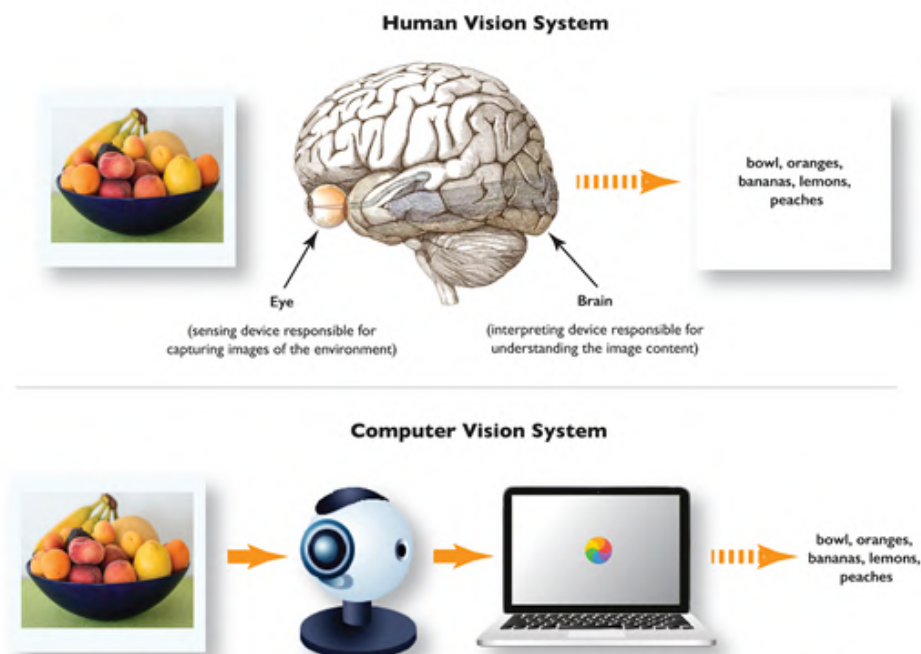 Human Vision System
bowl, oranges,
bananas, lemons,
peaches
Eye
(sensing device responsible for
capturing images of the environment)
Brain
(interpreting device responsible for
understanding the image content)
Computer Vision System
bowl, oranges,
bananas, lemons,
peaches